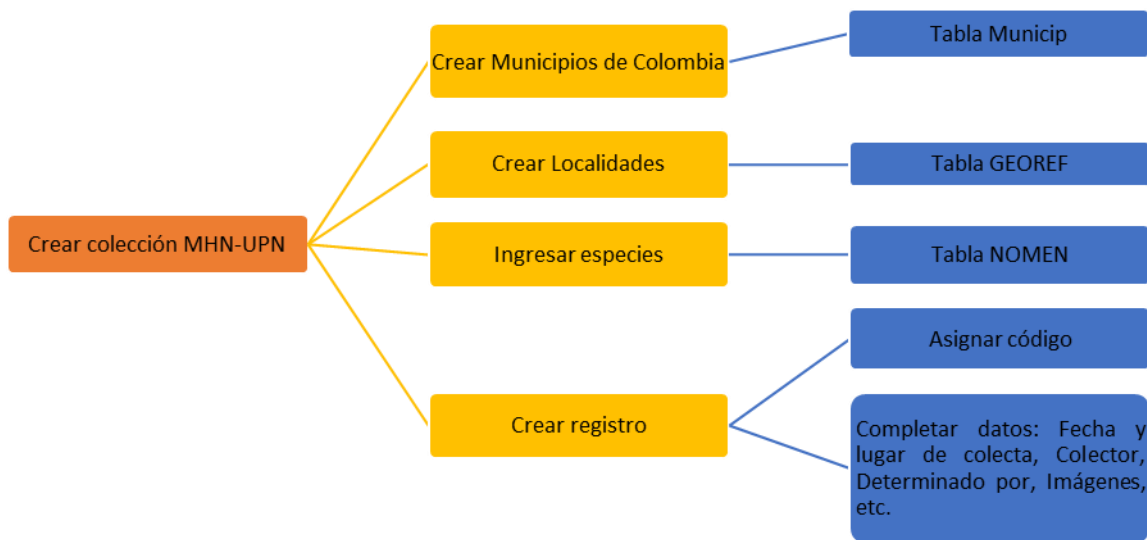 Crear colección MHN-UPN
Crear Municipios de Colombia
Tabla Municip
Crear Localidades
Tabla GEOREF
Ingresar especies
Tabla NOMEN
Crear registro
Asignar código
Completar datos: Fecha y
lugar de colecta, Colector,
Determinado por, Imágenes,
etc.